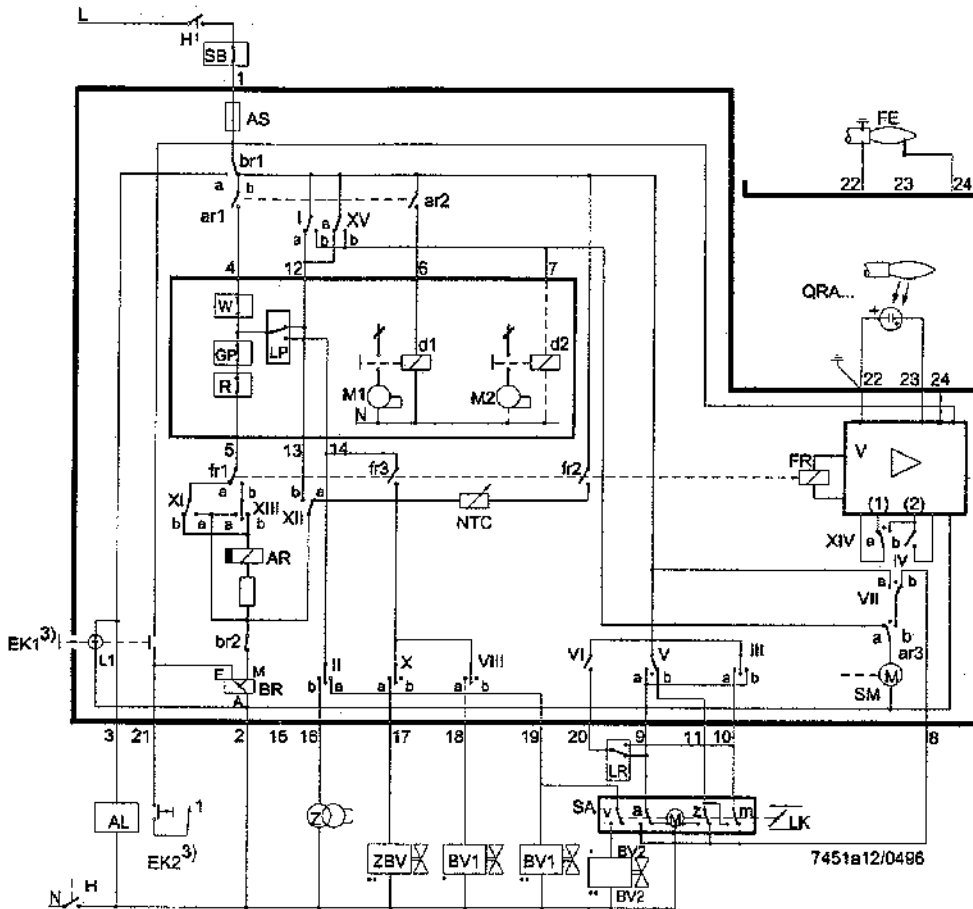 L
H1
SB
1
AS
FE
22 23 24
br1
a b
ar1
ar2
I
a b
XV
a b
4 12 6 7
QRA...
W
GP
R
LP
M1
N
d1
M2
d2
22 23 24
5 13 14
V
FR
(1) (2)
fr1
a b
fr3
fr2
XI
b a
XIII
a b
XII
b a
NTC
XIV
a
b
IV
AR
VII
a b
a b
ar3
SM
M
br2
EK1 3)
L1
E M
BR
A
II
b a
X
a b
VIII
a b
VI
V
a b
III
a b
3 21 2 15 16 17 18 19 20 9 11 10 8
LR
SA
v a M z m
LK
AL
1
EK2 3)
Z
ZBV
BV1
BV1
BV2
BV2
7451a12/0496
N H